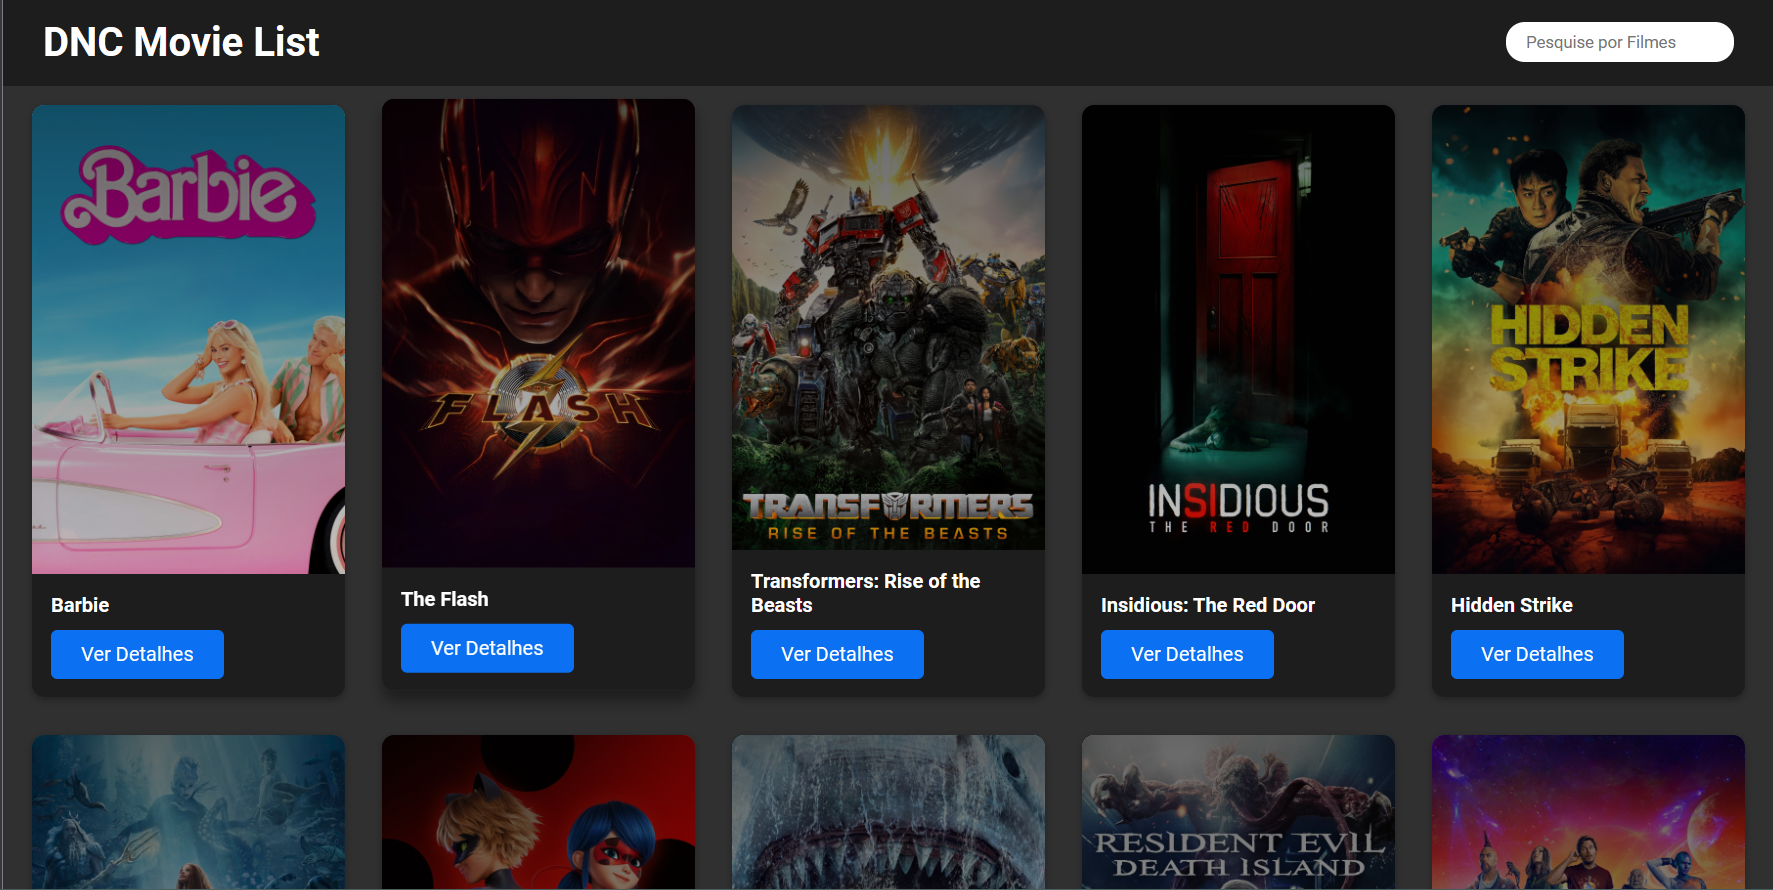 DNC Movie List
Pesquise por Filmes
Barbie
FLASH
TRANSFORMERS
RISE OF THE BEASTS
INSIDIOUS
THE RED DOOR
HIDDEN
STRIKE
Barbie
Ver Detalhes
The Flash
Ver Detalhes
Transformers: Rise of the
Beasts
Ver Detalhes
Insidious: The Red Door
Ver Detalhes
Hidden Strike
Ver Detalhes
RESIDENT EVIL
DEATH ISLAND